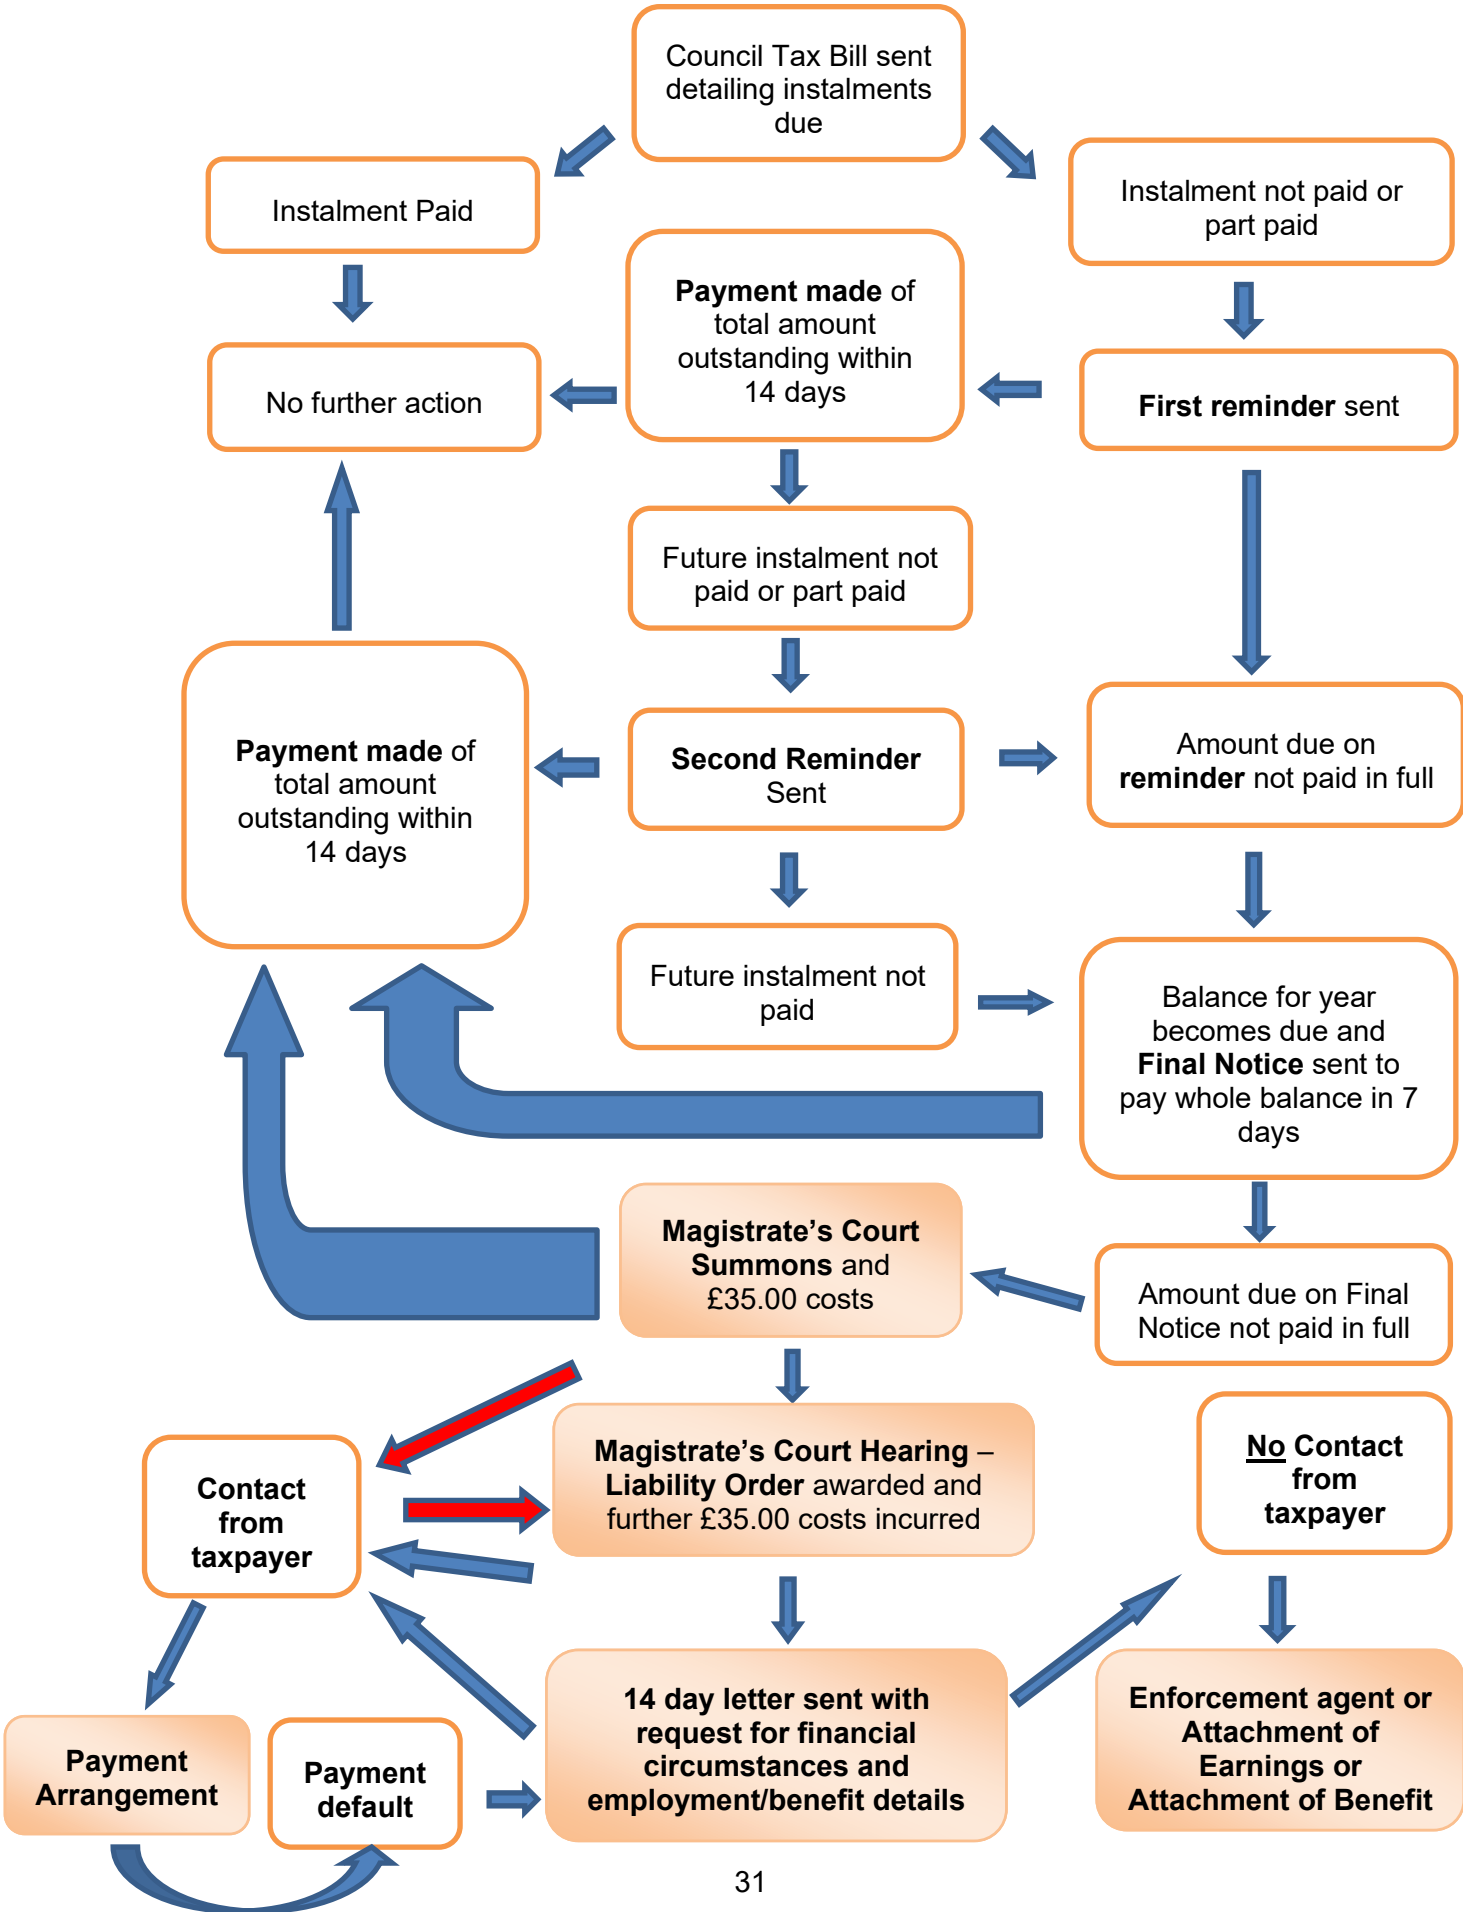 Council Tax Bill sent
detailing instalments
due
Instalment Paid
Instalment not paid or
part paid
Payment made of
total amount
outstanding within
14 days
No further action
First reminder sent
Future instalment not
paid or part paid
Payment made of
total amount
outstanding within
14 days
Second Reminder
Sent
Amount due on
reminder not paid in full
Future instalment not
paid
Balance for year
becomes due and
Final Notice sent to
pay whole balance in 7
days
Magistrate’s Court
Summons and
£35.00 costs
Amount due on Final
Notice not paid in full
Contact
from
taxpayer
Magistrate’s Court Hearing –
Liability Order awarded and
further £35.00 costs incurred
No Contact
from
taxpayer
Payment
Arrangement
Payment
default
14 day letter sent with
request for financial
circumstances and
employment/benefit details
Enforcement agent or
Attachment of
Earnings or
Attachment of Benefit
31